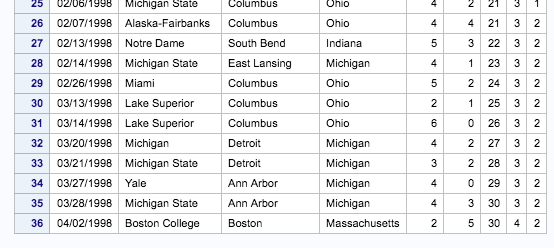 25 02/06/1998 Michigan State Columbus Ohio 4 2 21 3 1
26 02/07/1998 Alaska-Fairbanks Columbus Ohio 4 4 21 3 2
27 02/13/1998 Notre Dame South Bend Indiana 5 3 22 3 2
28 02/14/1998 Michigan State East Lansing Michigan 4 1 23 3 2
29 02/26/1998 Miami Columbus Ohio 5 2 24 3 2
30 03/13/1998 Lake Superior Columbus Ohio 2 1 25 3 2
31 03/14/1998 Lake Superior Columbus Ohio 6 0 26 3 2
32 03/20/1998 Michigan Detroit Michigan 4 2 27 3 2
33 03/21/1998 Michigan State Detroit Michigan 3 2 28 3 2
34 03/27/1998 Yale Ann Arbor Michigan 4 0 29 3 2
35 03/28/1998 Michigan State Ann Arbor Michigan 4 3 30 3 2
36 04/02/1998 Boston College Boston Massachusetts 2 5 30 4 2